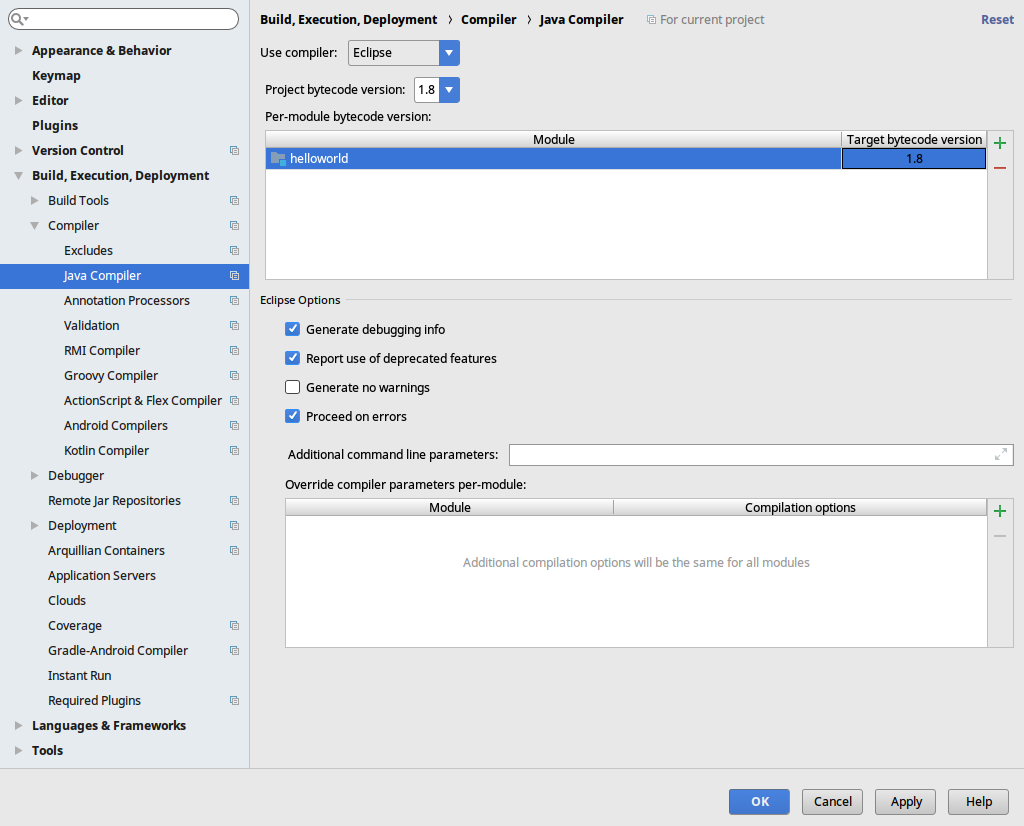 Build, Execution, Deployment › Compiler › Java Compiler For current project Reset
Appearance & Behavior
Keymap
Editor
Plugins
Version Control
Build, Execution, Deployment
Build Tools
Compiler
Excludes
Java Compiler
Annotation Processors
Validation
RMI Compiler
Groovy Compiler
ActionScript & Flex Compiler
Android Compilers
Kotlin Compiler
Debugger
Remote Jar Repositories
Deployment
Arquillian Containers
Application Servers
Clouds
Coverage
Gradle-Android Compiler
Instant Run
Required Plugins
Languages & Frameworks
Tools
Use compiler: Eclipse
Project bytecode version: 1.8
Per-module bytecode version:
Module Target bytecode version
helloworld 1.8
Eclipse Options
Generate debugging info
Report use of deprecated features
Generate no warnings
Proceed on errors
Additional command line parameters:
Override compiler parameters per-module:
Module Compilation options
Additional compilation options will be the same for all modules
OK Cancel Apply Help